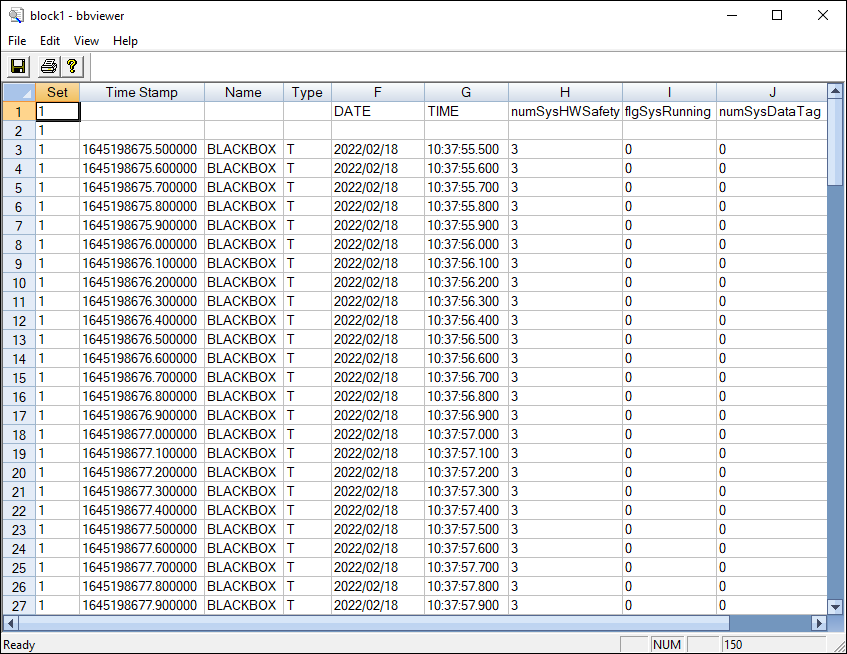 block1 - bbviewer
File Edit View Help
Set Time Stamp Name Type F G H I J
1 1 DATE TIME numSysHWSafety flgSysRunning numSysDataTag
2 1
3 1 1645198675.500000 BLACKBOX T 2022/02/18 10:37:55.500 3 0 0
4 1 1645198675.600000 BLACKBOX T 2022/02/18 10:37:55.600 3 0 0
5 1 1645198675.700000 BLACKBOX T 2022/02/18 10:37:55.700 3 0 0
6 1 1645198675.800000 BLACKBOX T 2022/02/18 10:37:55.800 3 0 0
7 1 1645198675.900000 BLACKBOX T 2022/02/18 10:37:55.900 3 0 0
8 1 1645198676.000000 BLACKBOX T 2022/02/18 10:37:56.000 3 0 0
9 1 1645198676.100000 BLACKBOX T 2022/02/18 10:37:56.100 3 0 0
10 1 1645198676.200000 BLACKBOX T 2022/02/18 10:37:56.200 3 0 0
11 1 1645198676.300000 BLACKBOX T 2022/02/18 10:37:56.300 3 0 0
12 1 1645198676.400000 BLACKBOX T 2022/02/18 10:37:56.400 3 0 0
13 1 1645198676.500000 BLACKBOX T 2022/02/18 10:37:56.500 3 0 0
14 1 1645198676.600000 BLACKBOX T 2022/02/18 10:37:56.600 3 0 0
15 1 1645198676.700000 BLACKBOX T 2022/02/18 10:37:56.700 3 0 0
16 1 1645198676.800000 BLACKBOX T 2022/02/18 10:37:56.800 3 0 0
17 1 1645198676.900000 BLACKBOX T 2022/02/18 10:37:56.900 3 0 0
18 1 1645198677.000000 BLACKBOX T 2022/02/18 10:37:57.000 3 0 0
19 1 1645198677.100000 BLACKBOX T 2022/02/18 10:37:57.100 3 0 0
20 1 1645198677.200000 BLACKBOX T 2022/02/18 10:37:57.200 3 0 0
21 1 1645198677.300000 BLACKBOX T 2022/02/18 10:37:57.300 3 0 0
22 1 1645198677.400000 BLACKBOX T 2022/02/18 10:37:57.400 3 0 0
23 1 1645198677.500000 BLACKBOX T 2022/02/18 10:37:57.500 3 0 0
24 1 1645198677.600000 BLACKBOX T 2022/02/18 10:37:57.600 3 0 0
25 1 1645198677.700000 BLACKBOX T 2022/02/18 10:37:57.700 3 0 0
26 1 1645198677.800000 BLACKBOX T 2022/02/18 10:37:57.800 3 0 0
27 1 1645198677.900000 BLACKBOX T 2022/02/18 10:37:57.900 3 0 0
Ready NUM 150